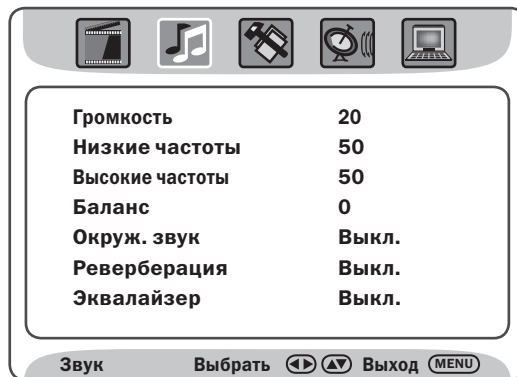 Громкость 20
Низкие частоты 50
Высокие частоты 50
Баланс 0
Окруж. звук Выкл.
Реверберация Выкл.
Эквалайзер Выкл.
Звук Выбрать Выход MENU